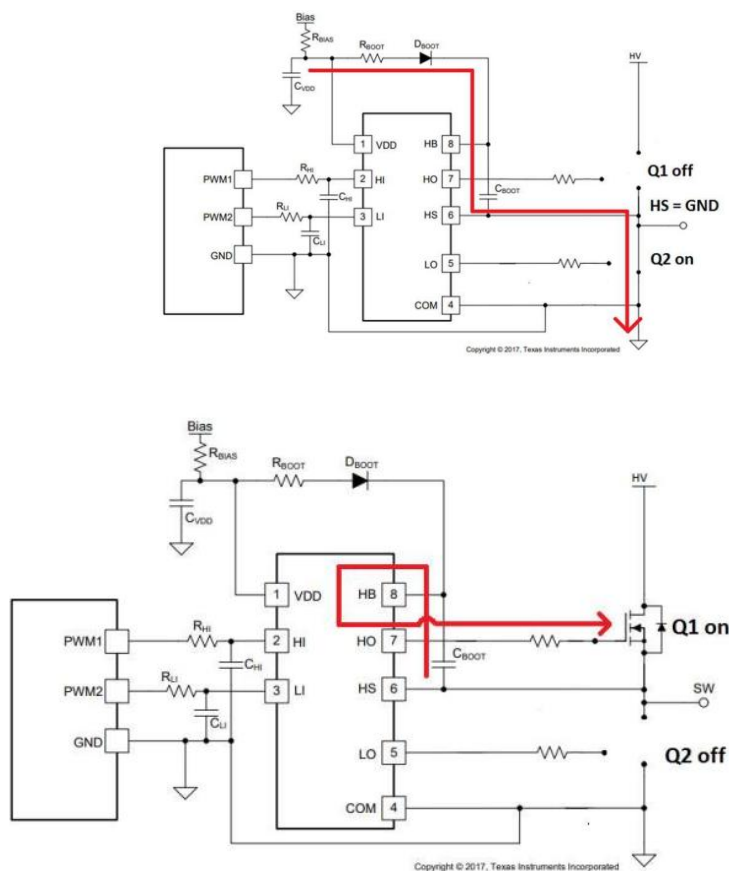 Bias
RBIAS
RBOOT
DBOOT
HV
CVDD
1 VDD
HB 8
Q1 off
PWM1
RHI
2 HI
HO 7
CBOOT
CHI
HS = GND
PWM2
RLI
3 LI
HS 6
CLI
Q2 on
GND
LO 5
COM 4
Copyright © 2017, Texas Instruments Incorporated
Bias
RBIAS
RBOOT
DBOOT
HV
CVDD
1 VDD
HB 8
Q1 on
PWM1
RHI
2 HI
HO 7
CHI
CBOOT
PWM2
RLI
3 LI
HS 6
SW
CLI
GND
LO 5
Q2 off
COM 4
Copyright © 2017, Texas Instruments Incorporated